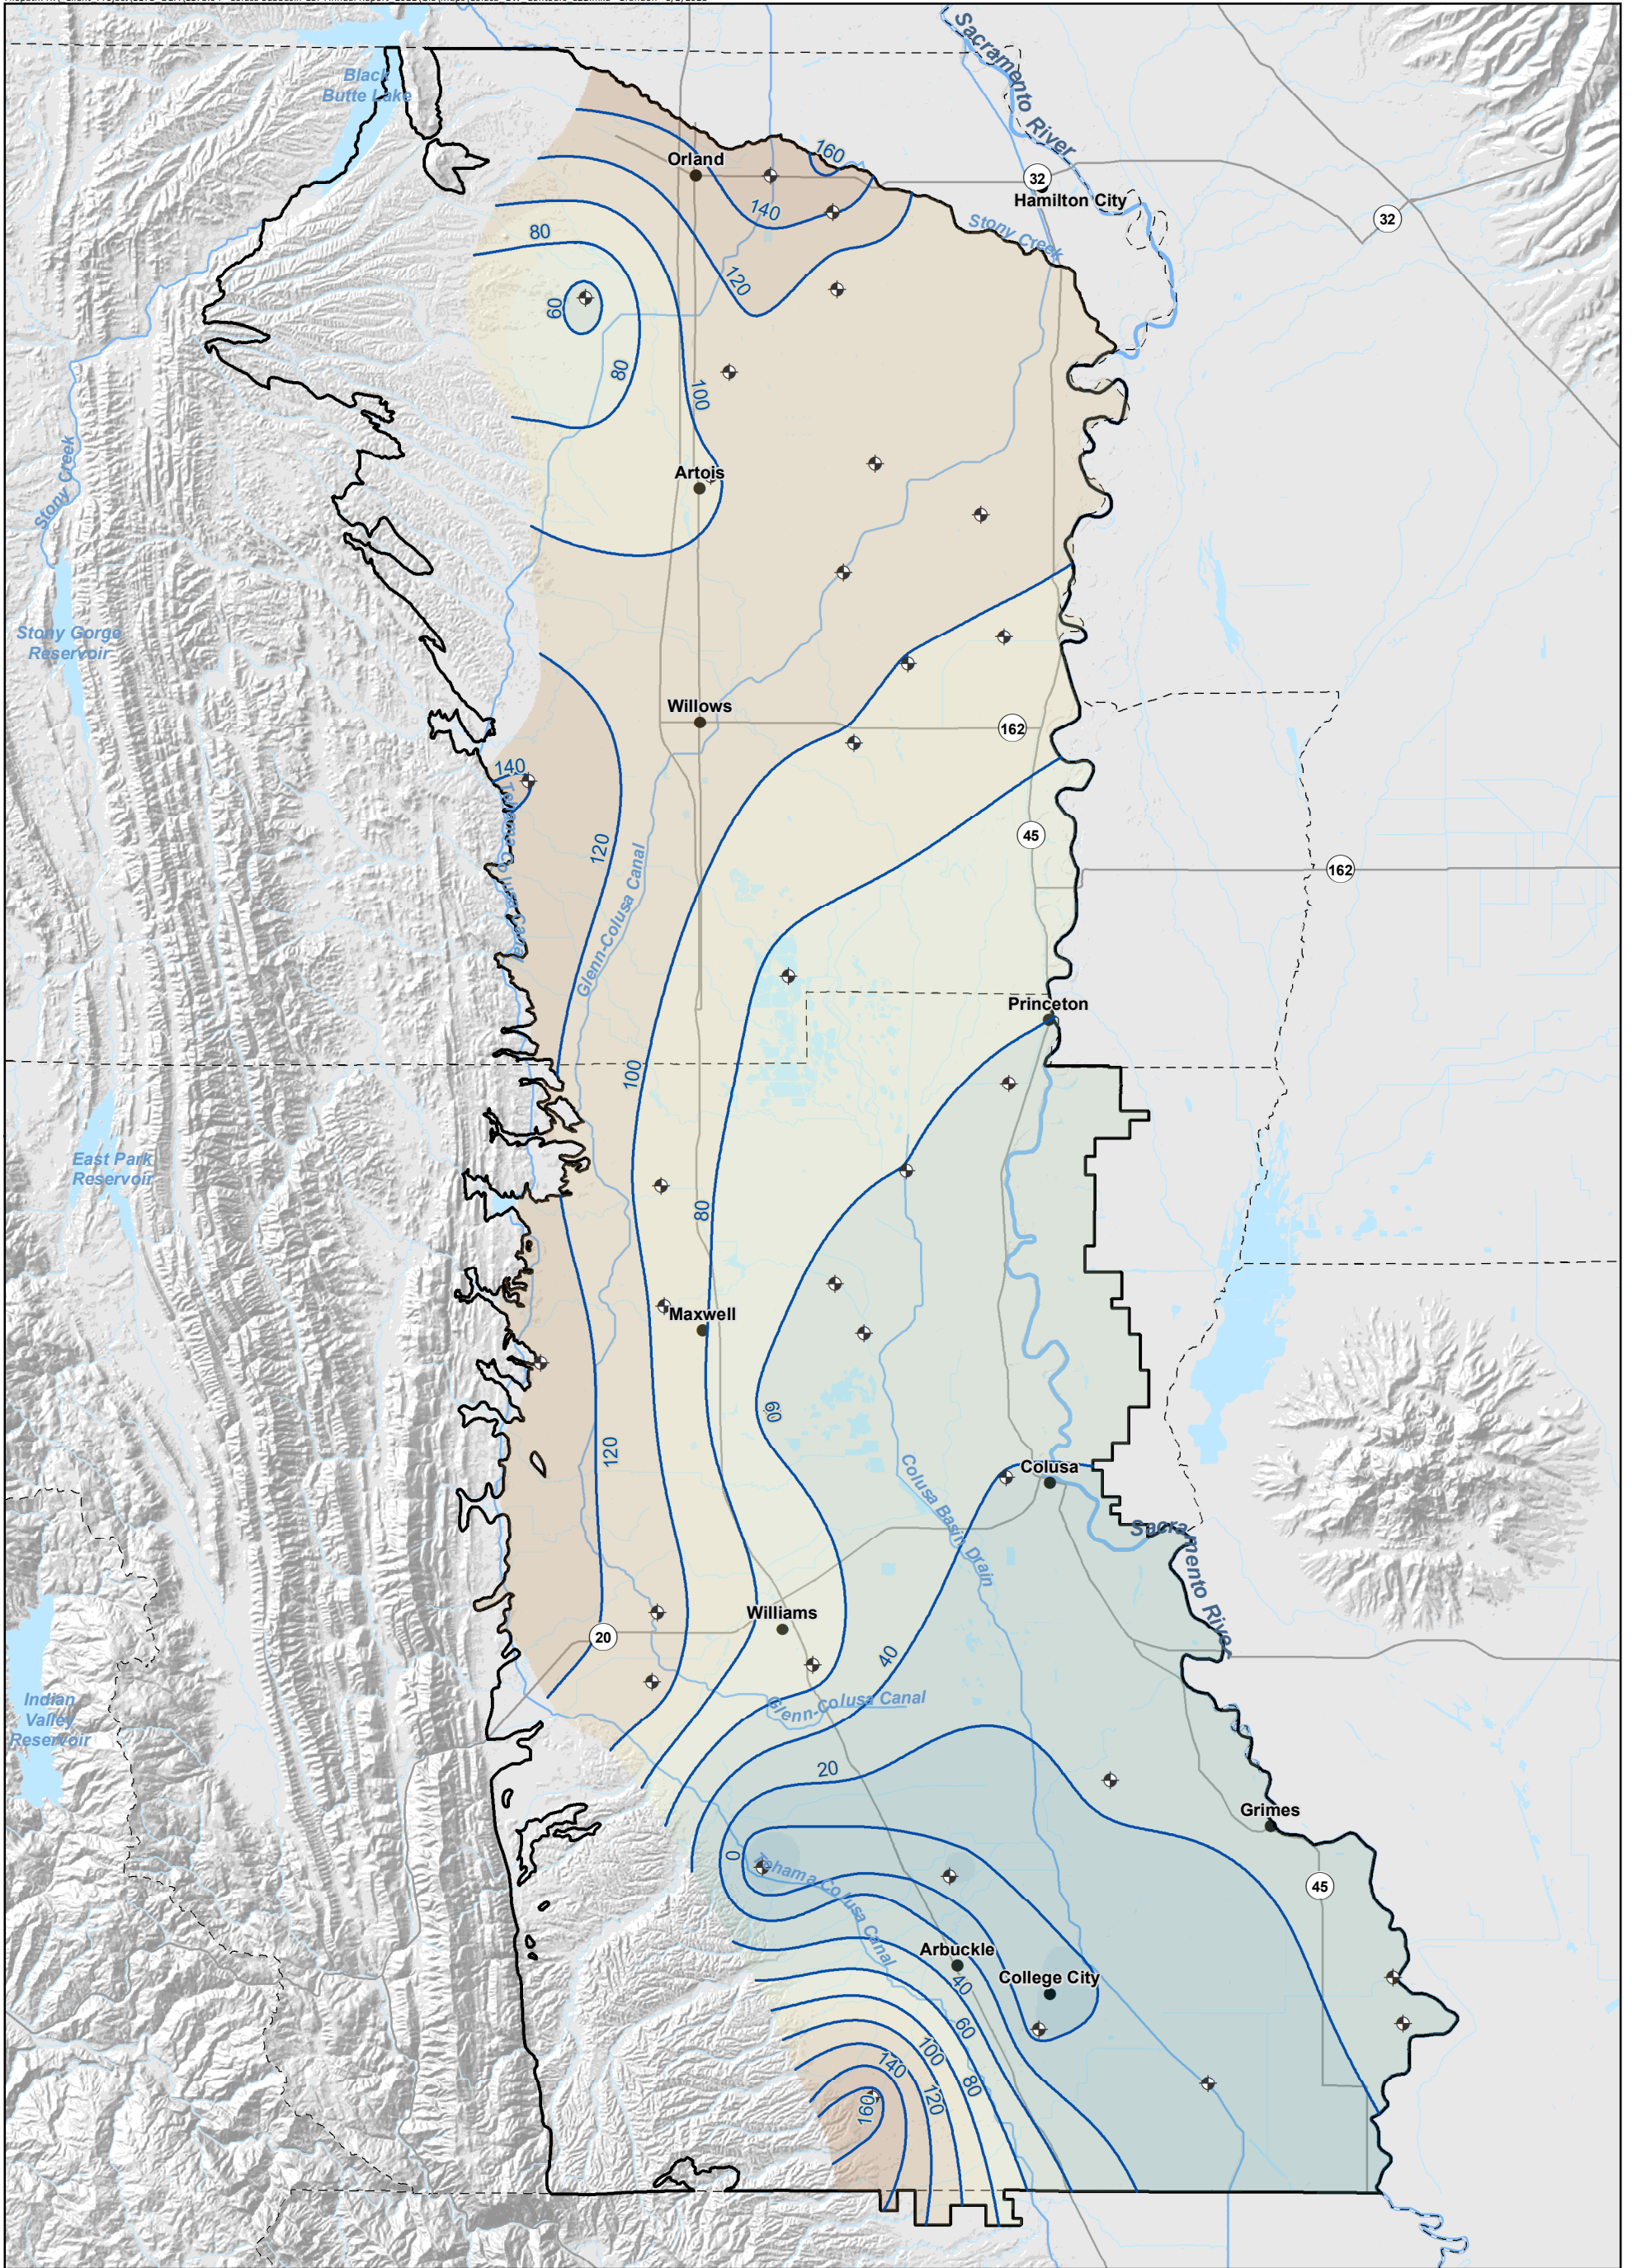 Sacramento River
Black
Butte Lake
160
Orland
32
Hamilton City
32
140
Stony Creek
80
120
60
80
100
Artois
Stony Creek
Stony Gorge
Reservoir
Willows
162
140
Tehama Colusa Canal
45
120
Glenn-Colusa Canal
162
Princeton
100
East Park
Reservoir
80
Maxwell
60
120
Colusa
Colusa Basin Drain
Sacramento River
Williams
20
40
Glenn-Colusa Canal
Indian
Valley
Reservoir
20
Grimes
0
Tehama Colusa Canal
45
Arbuckle
College City
40
60
100
140
80
120
160